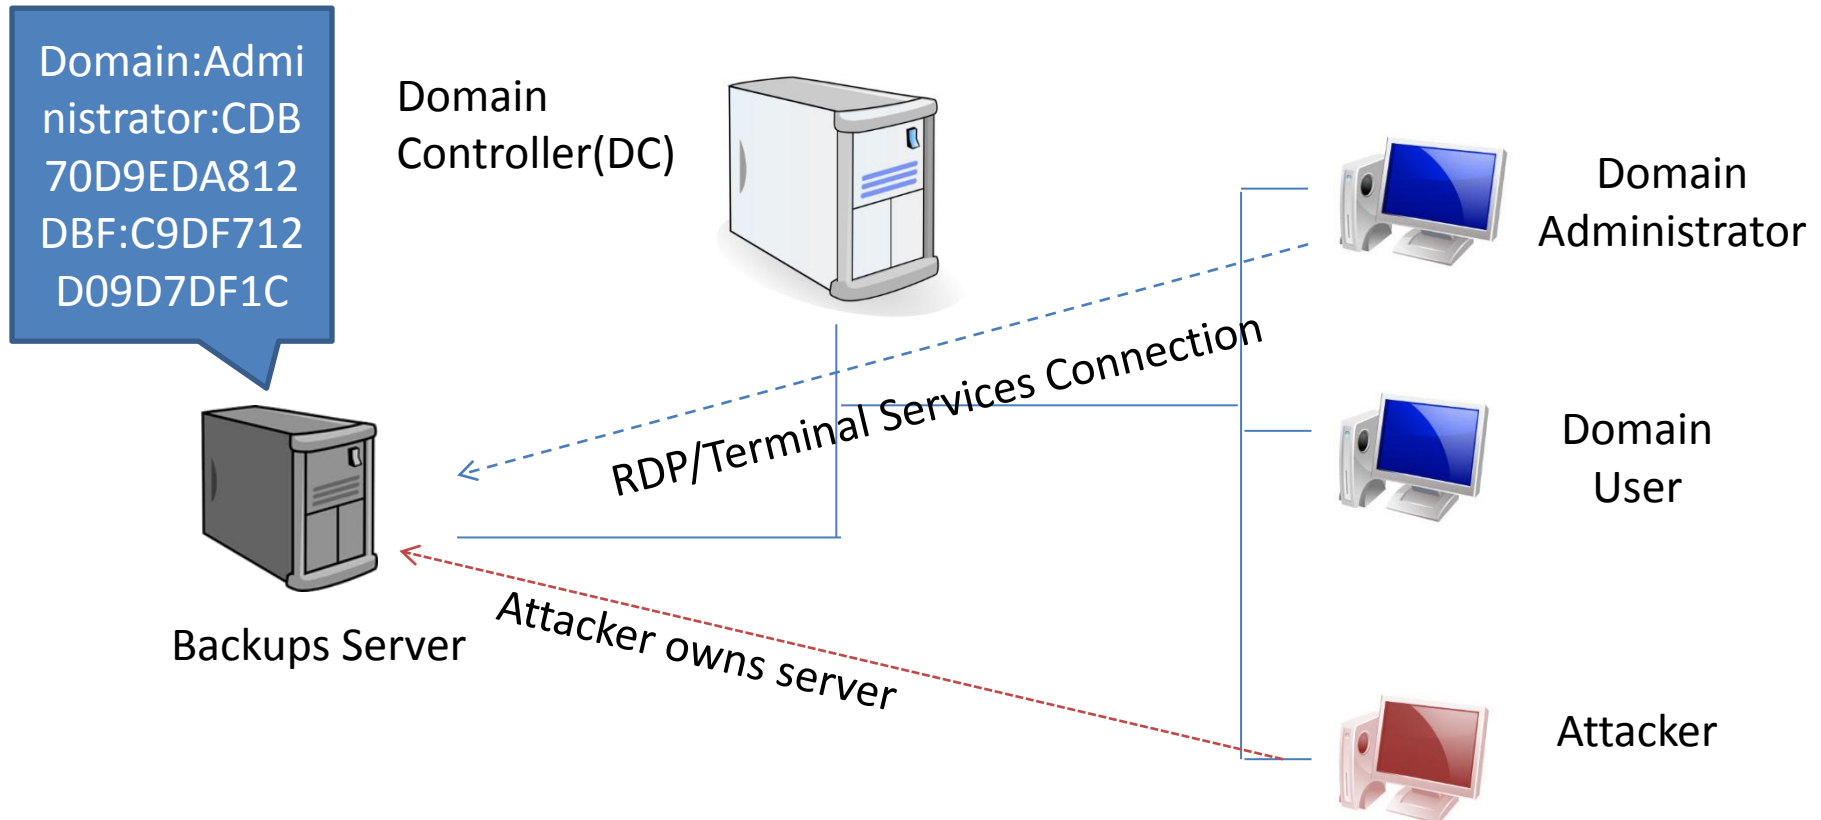 Domain:Admi
nistrator:CDB
70D9EDA812
DBF:C9DF712
D09D7DF1C
Domain
Controller(DC)
Domain
Administrator
RDP/Terminal Services Connection
Domain
User
Backups Server
Attacker owns server
Attacker